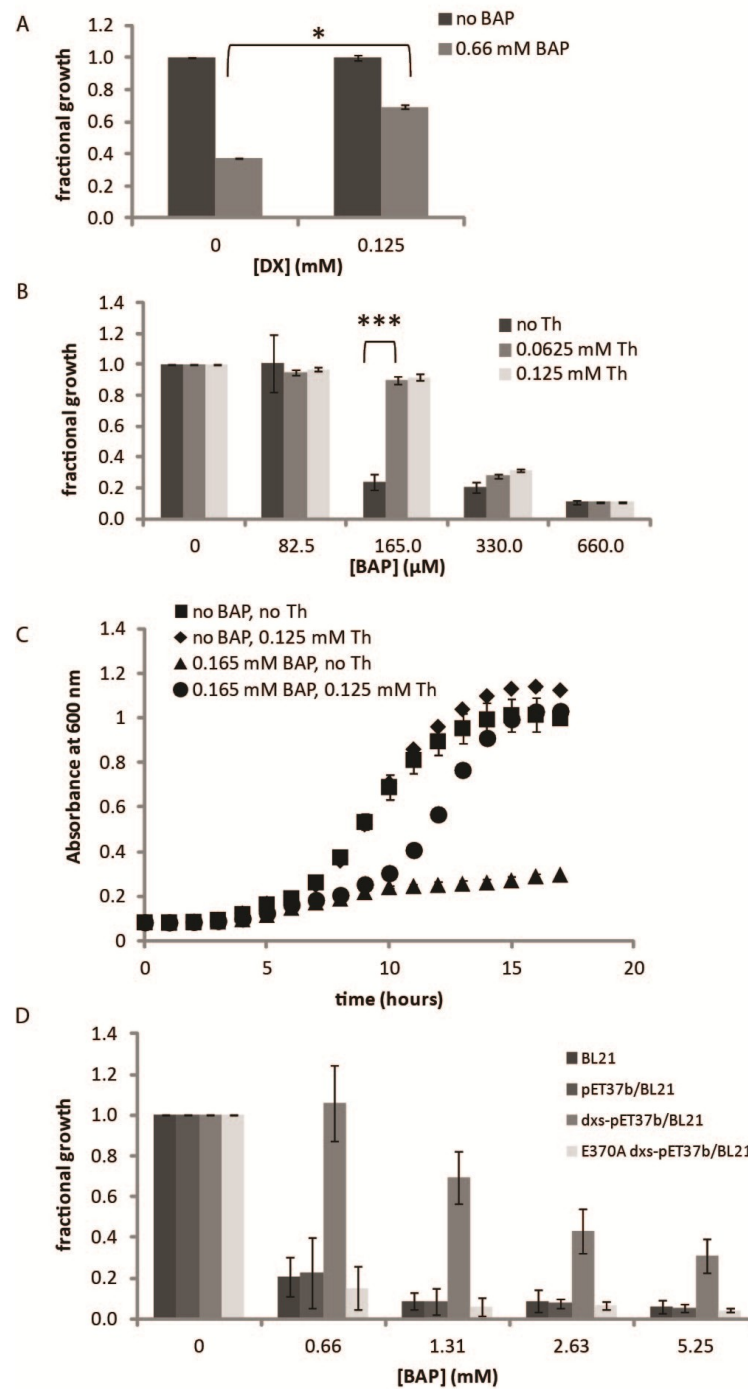 A
1.2
1.0
0.8
0.6
0.4
0.2
0.0
fractional growth
no BAP
0.66 mM BAP
*
0 0.125
[DX] (mM)
B
1.4
1.2
1.0
0.8
0.6
0.4
0.2
0.0
fractional growth
no Th
0.0625 mM Th
0.125 mM Th
***
0 82.5 165.0 330.0 660.0
[BAP] (µM)
C
no BAP, no Th
no BAP, 0.125 mM Th
0.165 mM BAP, no Th
0.165 mM BAP, 0.125 mM Th
1.4
1.2
1
0.8
0.6
0.4
0.2
0
Absorbance at 600 nm
0 5 10 15 20
time (hours)
D
1.4
1.2
1.0
0.8
0.6
0.4
0.2
0.0
fractional growth
BL21
pET37b/BL21
dxs-pET37b/BL21
E370A dxs-pET37b/BL21
0 0.66 1.31 2.63 5.25
[BAP] (mM)